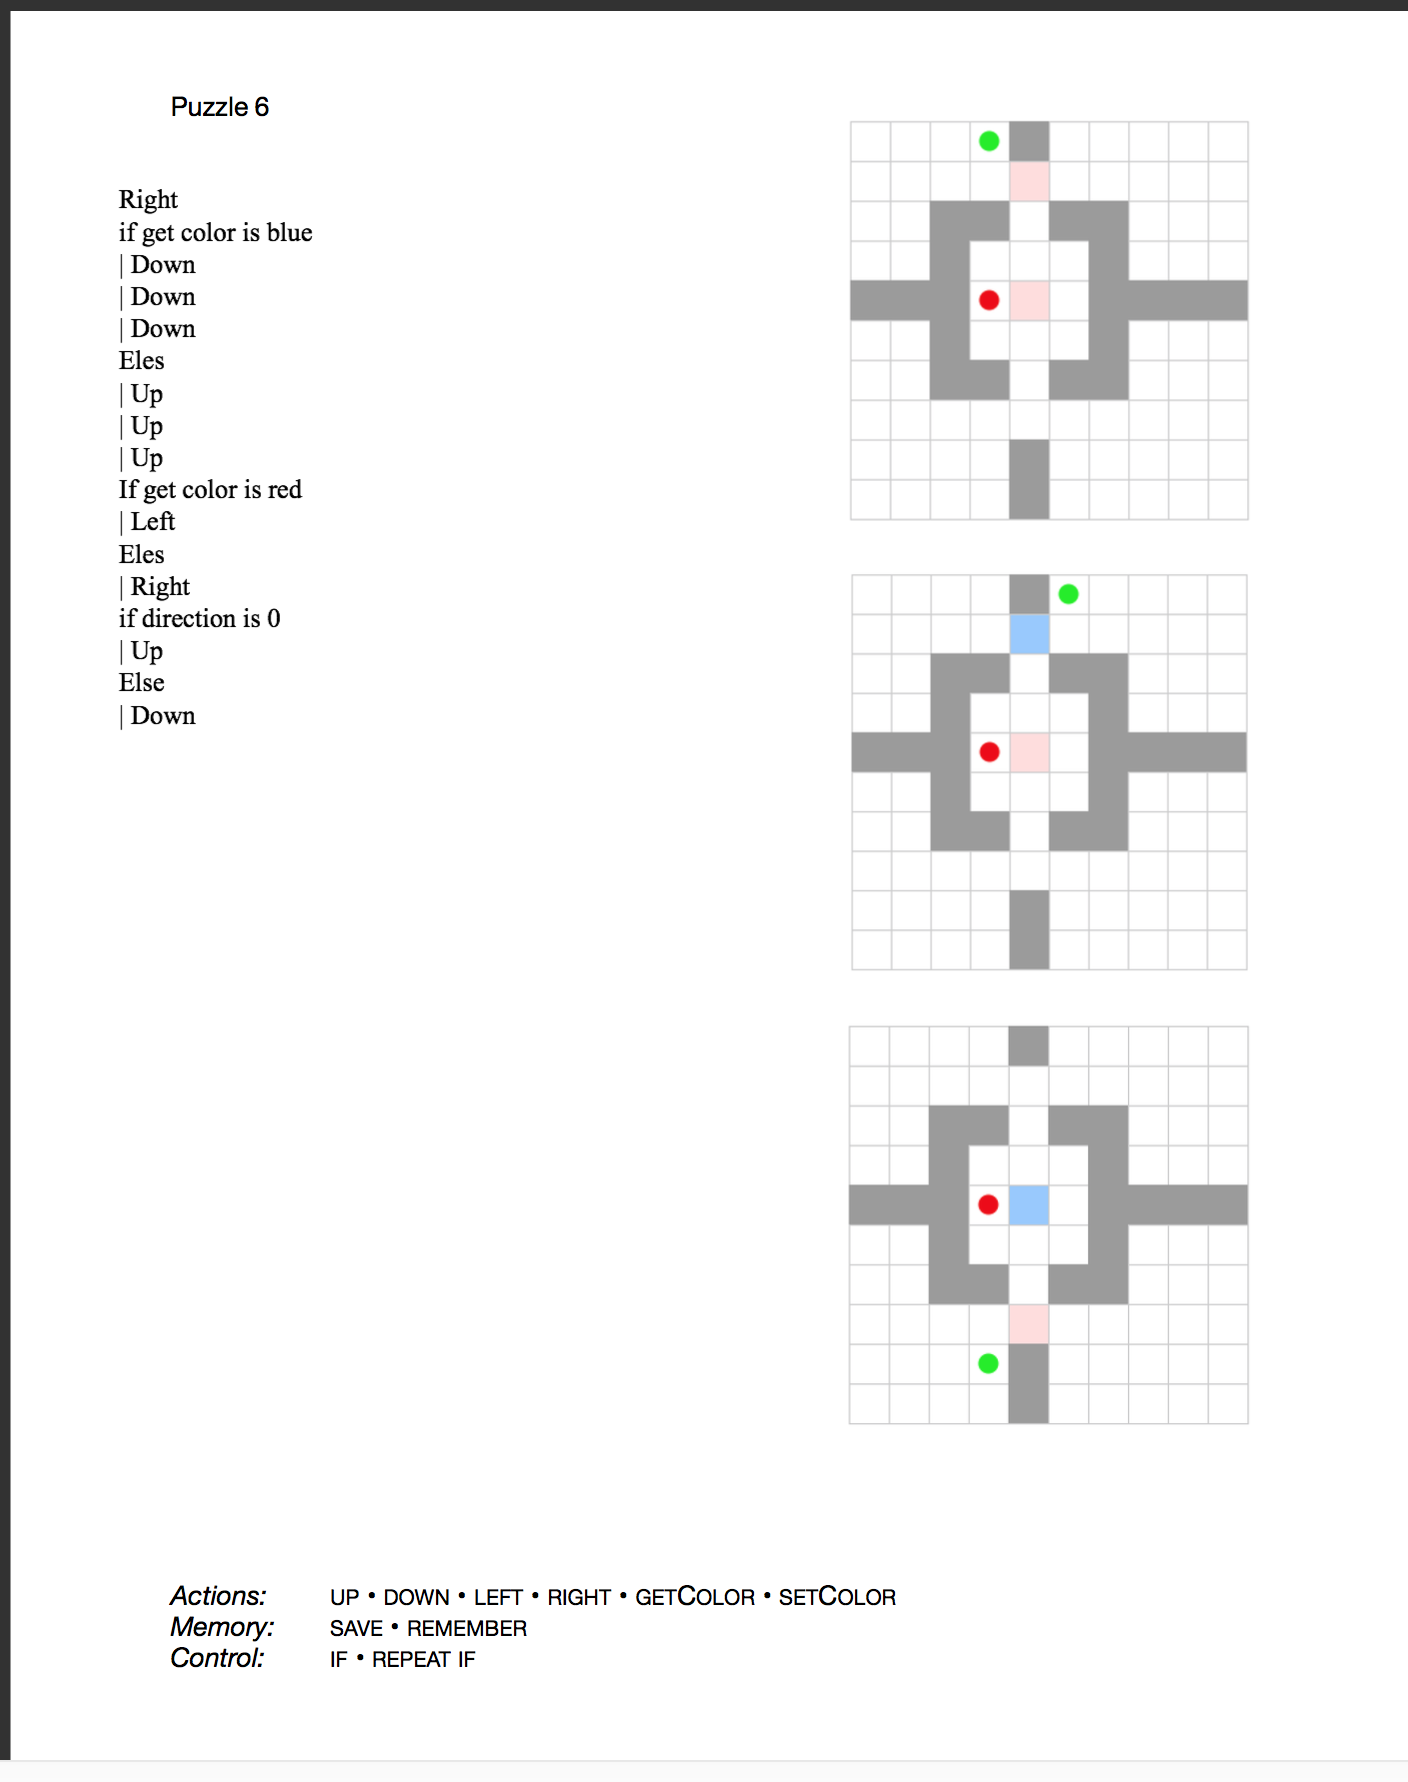 Puzzle 6
Right
if get color is blue
| Down
| Down
| Down
Eles
| Up
| Up
| Up
If get color is red
| Left
Eles
| Right
if direction is 0
| Up
Else
| Down
Actions: UP • DOWN • LEFT • RIGHT • GETCOLOR • SETCOLOR
Memory: SAVE • REMEMBER
Control: IF • REPEAT IF